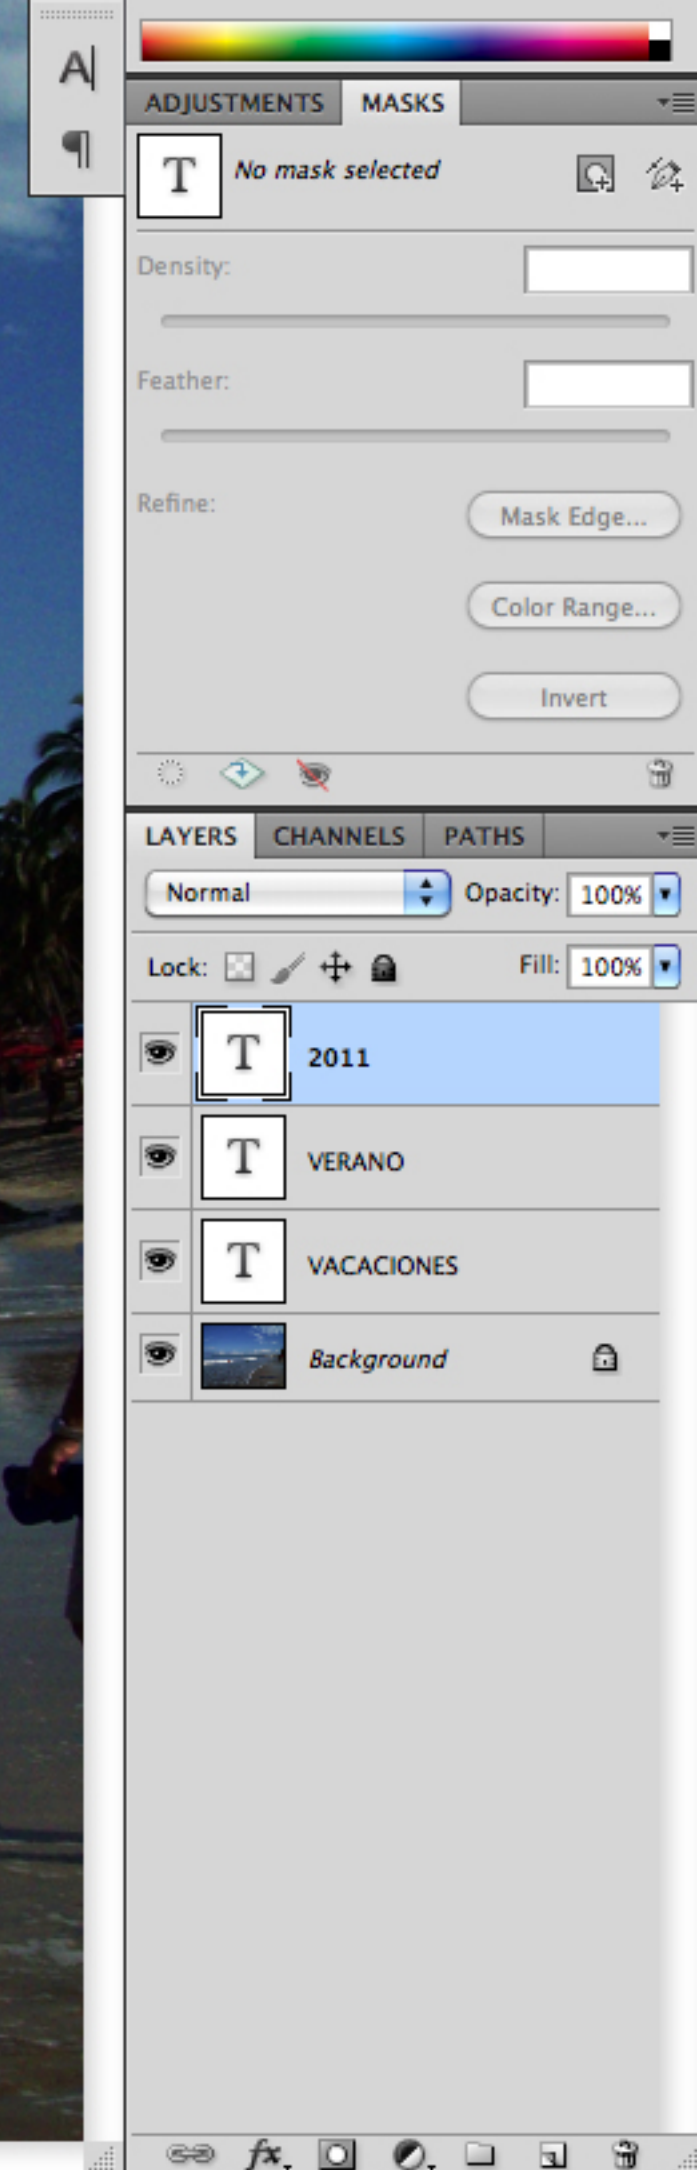 A|
¶
ADJUSTMENTS MASKS
T No mask selected
Density:
Feather:
Refine: Mask Edge...
Color Range...
Invert
LAYERS CHANNELS PATHS
Normal Opacity: 100%
Lock: Fill: 100%
T 2011
T VERANO
T VACACIONES
Background
fx